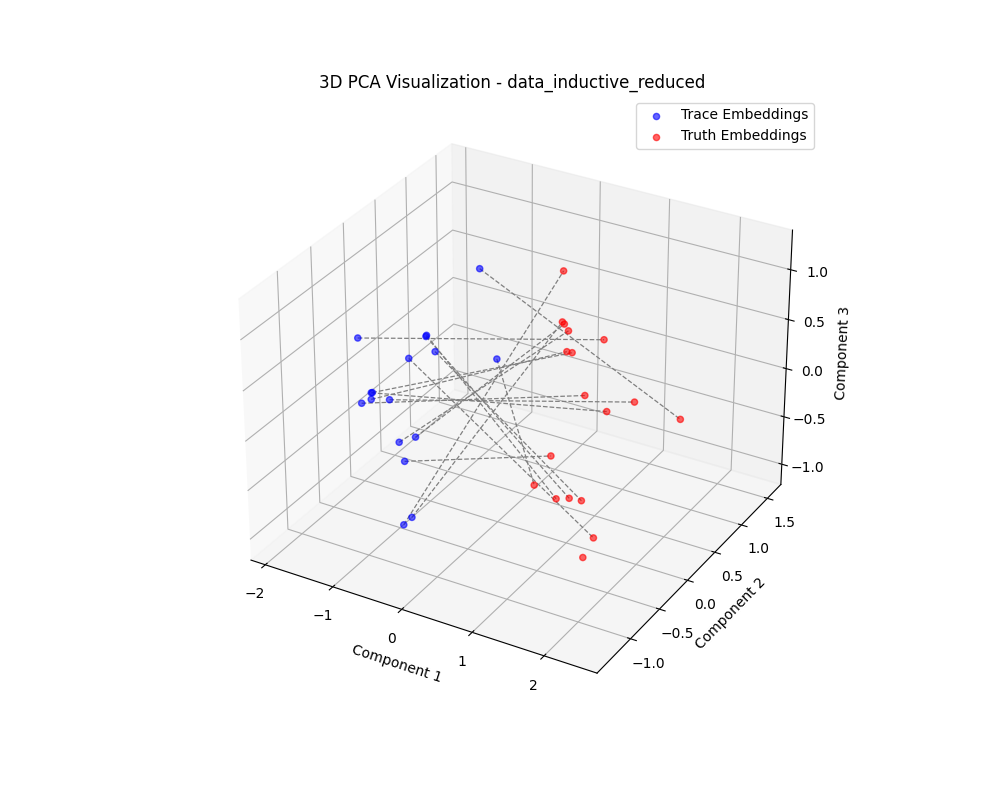 3D PCA Visualization - data_inductive_reduced
Trace Embeddings
Truth Embeddings
1.0
0.5
0.0
−0.5
−1.0
Component 3
1.5
1.0
0.5
0.0
−0.5
−1.0
Component 2
−2
−1
0
1
2
Component 1